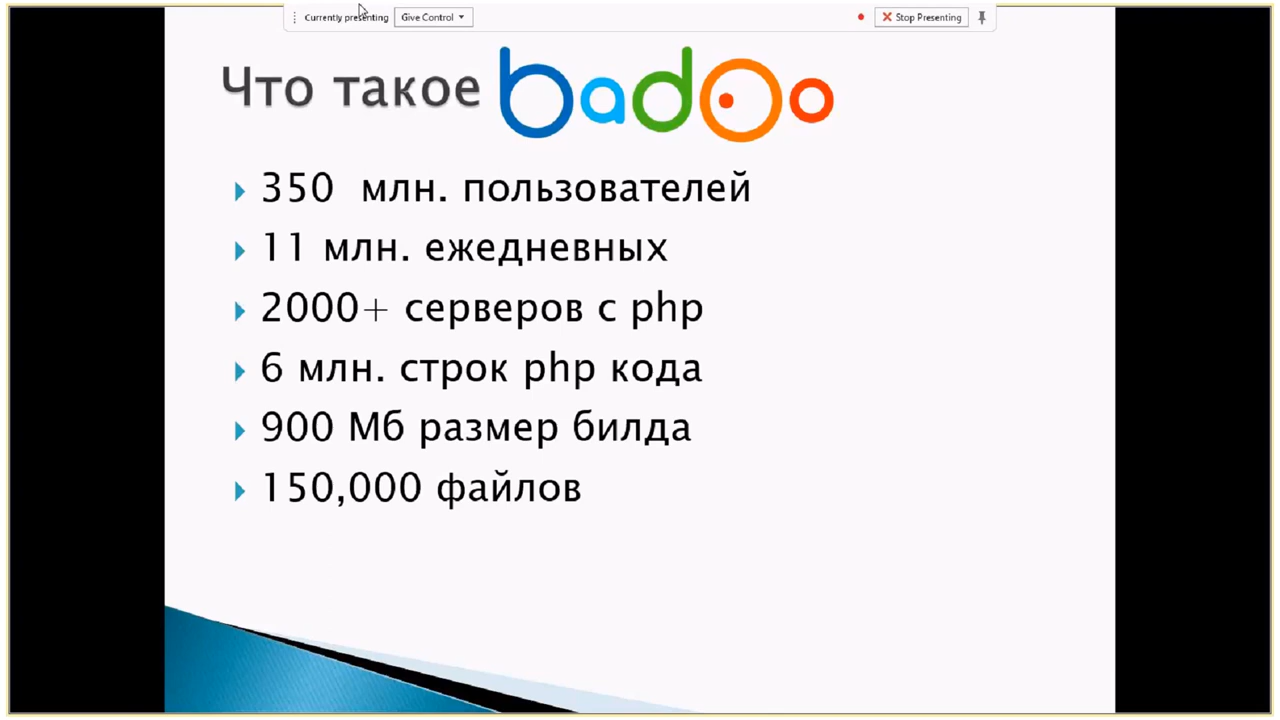 Currently presenting Give Control Stop Presenting
Что такое badoo
350 млн. пользователей
11 млн. ежедневных
2000+ серверов с php
6 млн. строк php кода
900 Мб размер билда
150,000 файлов